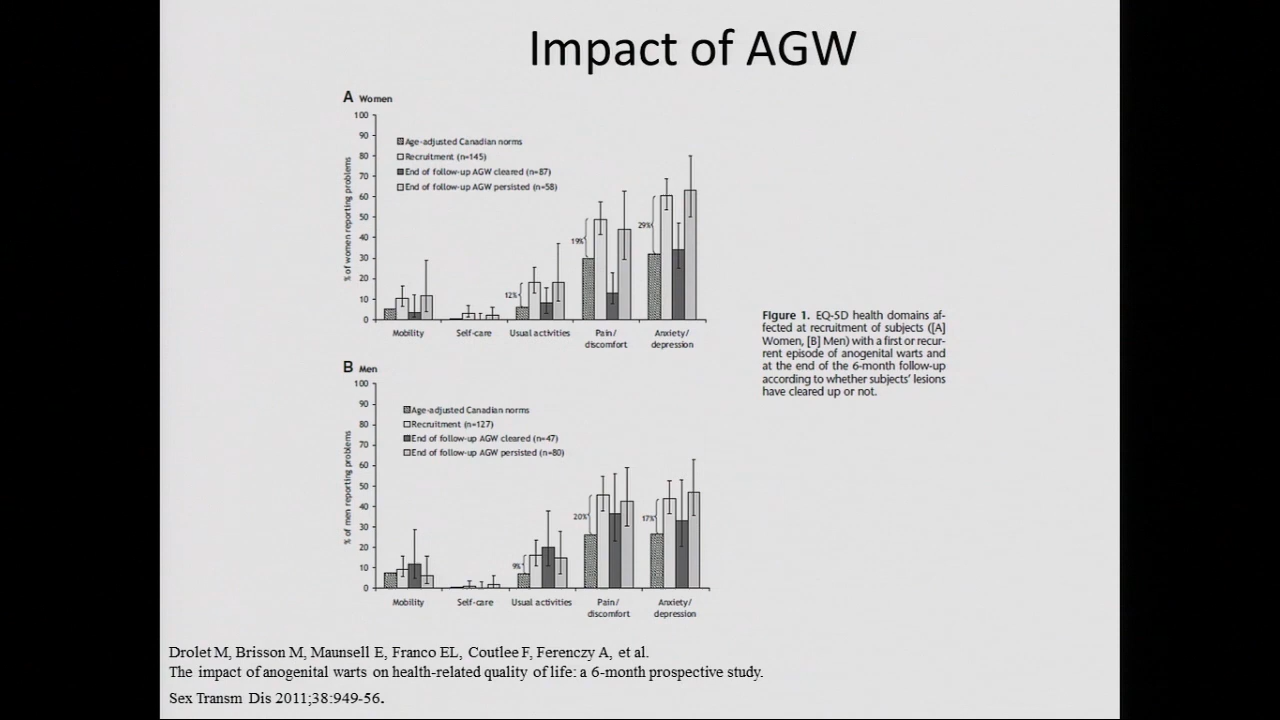 Impact of AGW
A Women
100
90
80
70
60
50
40
30
20
10
0
% of women reporting problems
Age-adjusted Canadian norms
Recruitment (n=145)
End of follow-up AGW cleared (n=87)
End of follow-up AGW persisted (n=58)
12%
19%
29%
Mobility
Self-care
Usual activities
Pain/
discomfort
Anxiety/
depression
Figure 1. EQ-5D health domains af-
fected at recruitment of subjects ([A]
Women, [B] Men) with a first or recur-
rent episode of anogenital warts and
at the end of the 6-month follow-up
according to whether subjects' lesions
have cleared up or not.
B Men
100
90
80
70
60
50
40
30
20
10
0
% of men reporting problems
Age-adjusted Canadian norms
Recruitment (n=127)
End of follow-up AGW cleared (n=47)
End of follow-up AGW persisted (n=80)
9%
20%
17%
Mobility
Self-care
Usual activities
Pain/
discomfort
Anxiety/
depression
Drolet M, Brisson M, Maunsell E, Franco EL, Coutlee F, Ferenczy A, et al.
The impact of anogenital warts on health-related quality of life: a 6-month prospective study.
Sex Transm Dis 2011;38:949-56.